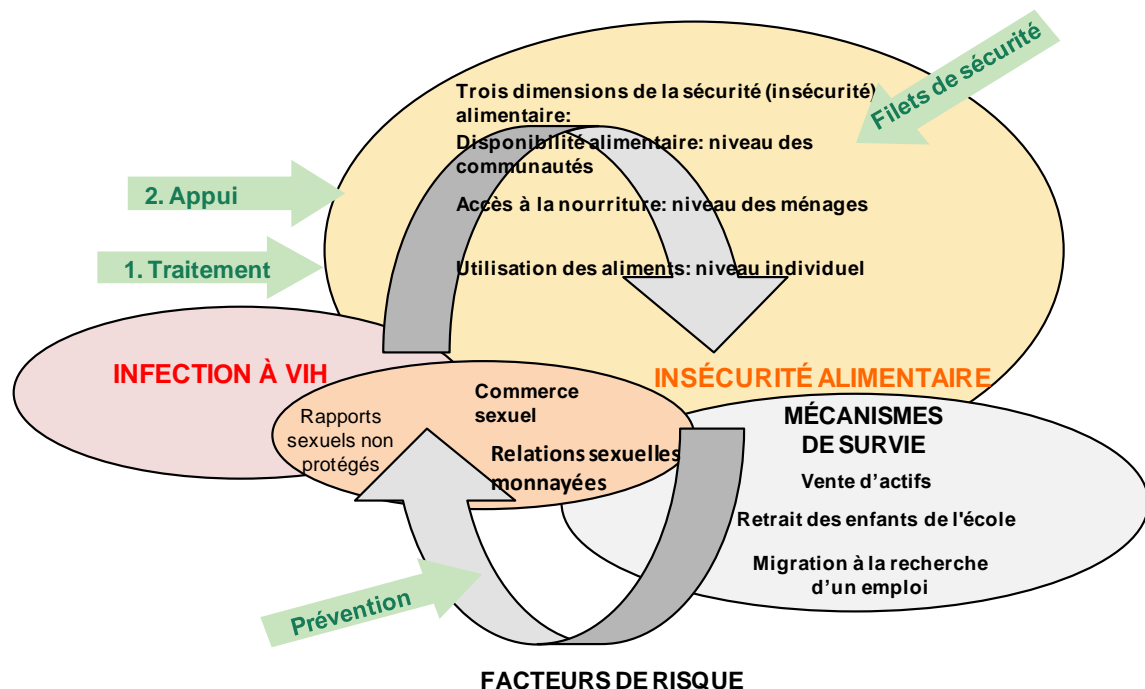 Trois dimensions de la sécurité (insécurité)
alimentaire:
Disponibilité alimentaire: niveau des
communautés
Accès à la nourriture: niveau des ménages
Utilisation des aliments: niveau individuel
Filets de sécurité
2. Appui
1. Traitement
INFECTION À VIH
INSÉCURITÉ ALIMENTAIRE
Rapports
sexuels non
protégés
Commerce
sexuel
Relations sexuelles
monnayées
MÉCANISMES
DE SURVIE
Vente d’actifs
Retrait des enfants de l'école
Migration à la recherche
d’un emploi
Prévention
FACTEURS DE RISQUE